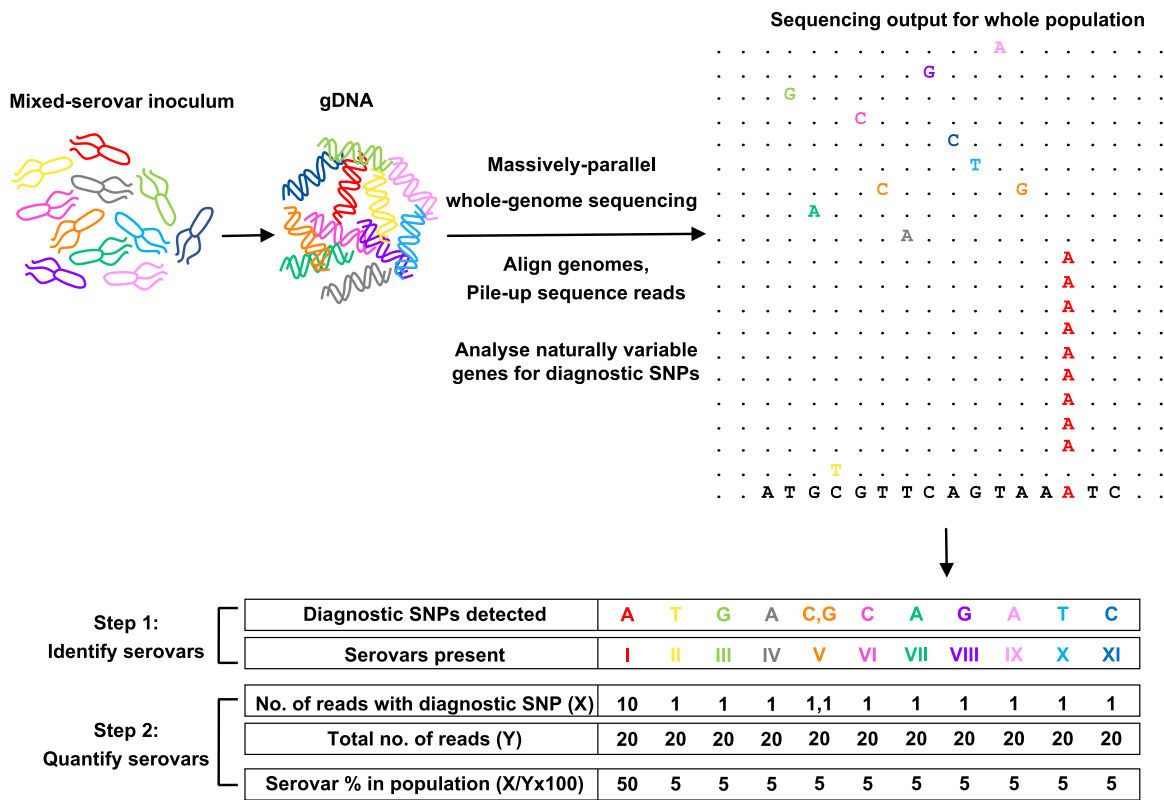 Sequencing output for whole population
. . . . . . . . . . . . A . . . . . . .
. . . . . . . . . G . . . . . . . . . .
. . . G . . . . . . . . . . . . . . . .
. . . . . . C . . . . . . . . . . . . .
. . . . . . . . . . C . . . . . . . . .
. . . . . . . . . . . T . . . . . . . .
. . . . . . . C . . . . . G . . . . . .
. . . . A . . . . . . . . . . . . . . .
. . . . . . . . A . . . . . . . . . . .
. . . . . . . . . . . . . . . A . . . .
. . . . . . . . . . . . . . . A . . . .
. . . . . . . . . . . . . . . A . . . .
. . . . . . . . . . . . . . . A . . . .
. . . . . . . . . . . . . . . A . . . .
. . . . . . . . . . . . . . . A . . . .
. . . . . . . . . . . . . . . A . . . .
. . . . . . . . . . . . . . . A . . . .
. . . . . . . . . . . . . . . A . . . .
. . . . . T . . . . . . . . . . . . . .
. . A T G C G T T C A G T A A A T C . .
Mixed-serovar inoculum
gDNA
Massively-parallel
whole-genome sequencing
Align genomes,
Pile-up sequence reads
Analyse naturally variable
genes for diagnostic SNPs
Step 1:
Identify serovars
Diagnostic SNPs detected A T G A C,G C A G A T C
Serovars present I II III IV V VI VII VIII IX X XI
Step 2:
Quantify serovars
No. of reads with diagnostic SNP (X) 10 1 1 1 1,1 1 1 1 1 1 1
Total no. of reads (Y) 20 20 20 20 20 20 20 20 20 20 20
Serovar % in population (X/Yx100) 50 5 5 5 5 5 5 5 5 5 5